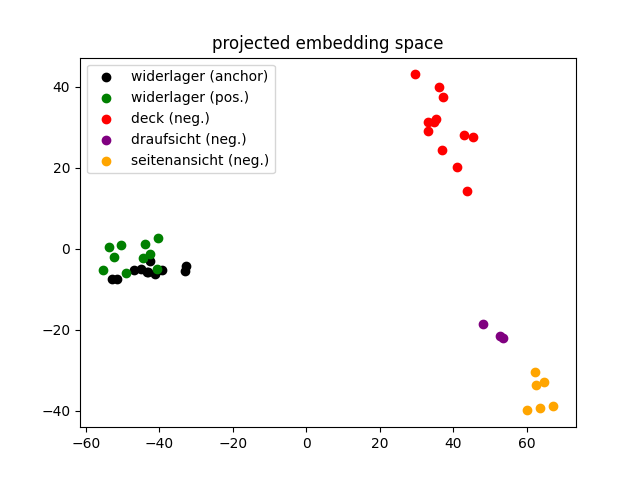 projected embedding space
widerlager (anchor)
widerlager (pos.)
deck (neg.)
draufsicht (neg.)
seitenansicht (neg.)
40
20
0
−20
−40
−60 −40 −20 0 20 40 60